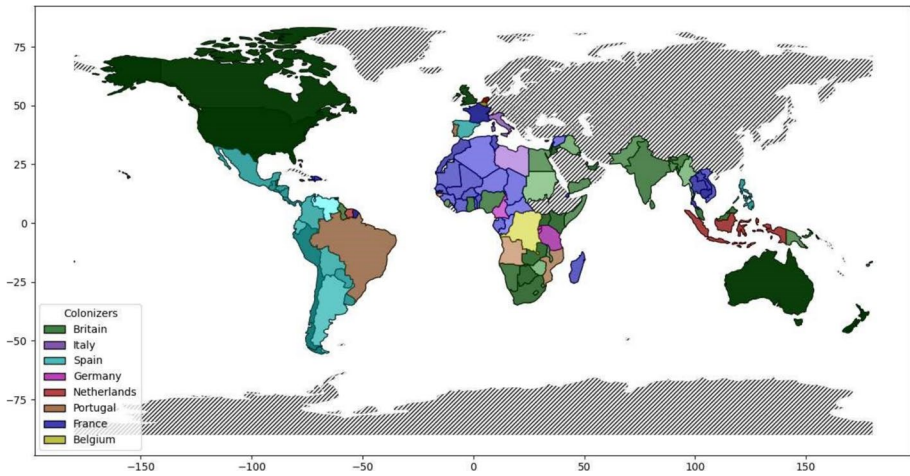 75
50
25
0
−25
−50
−75
Colonizers
Britain
Italy
Spain
Germany
Netherlands
Portugal
France
Belgium
−150 −100 −50 0 50 100 150